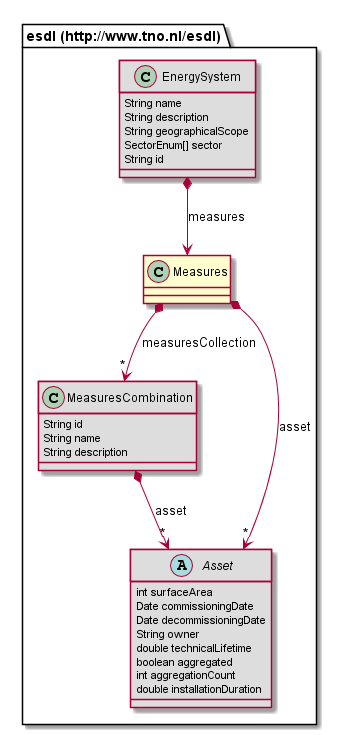 esdl (http://www.tno.nl/esdl)
C EnergySystem
String name
String description
String geographicalScope
SectorEnum[] sector
String id
measures
C Measures
measuresCollection
*
C MeasuresCombination
String id
name
String description
asset
asset
*
*
A Asset
int surfaceArea
Date commissioningDate
Date decommissioningDate
String owner
double technicalLifetime
boolean aggregated
int aggregationCount
double installationDuration